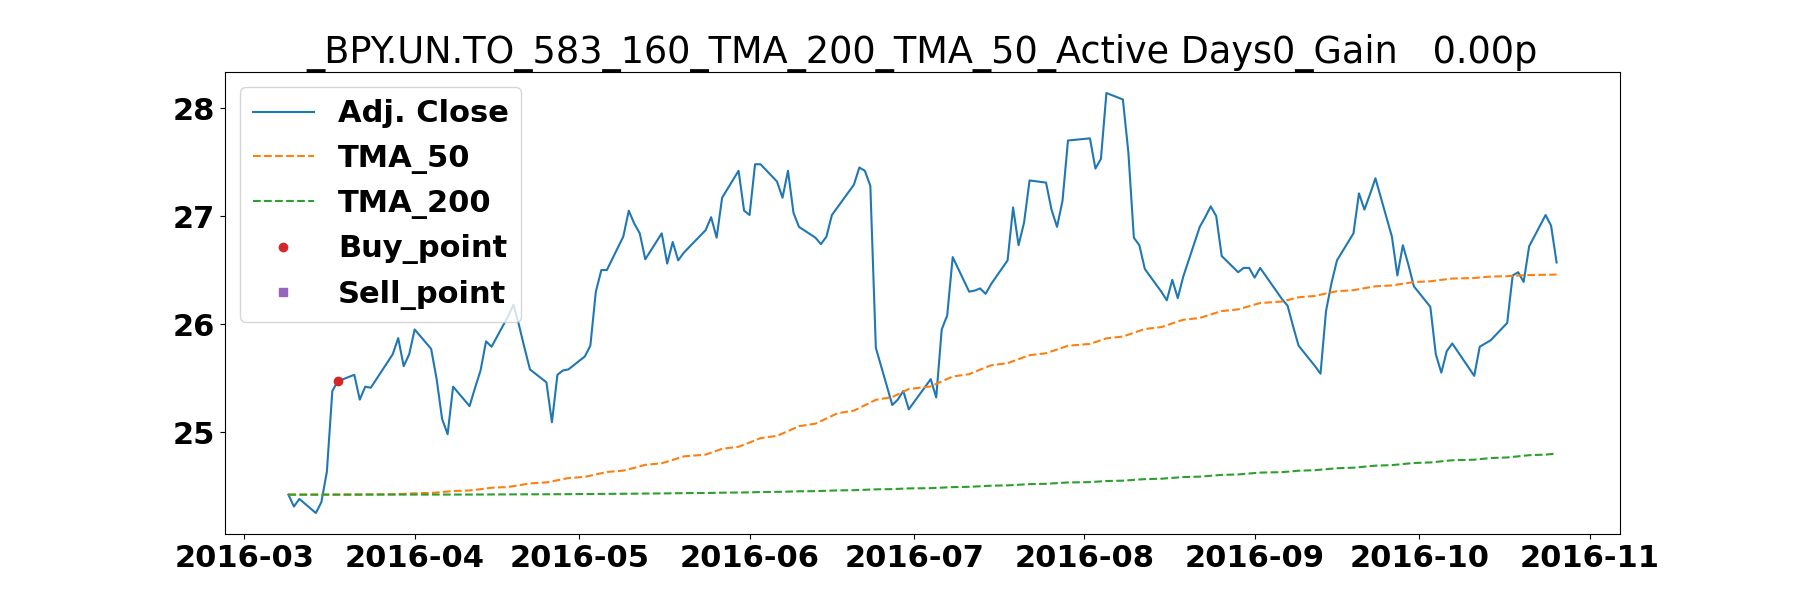 _BPY.UN.TO_583_160_TMA_200_TMA_50_Active Days0_Gain   0.00p
Adj. Close
TMA_50
TMA_200
Buy_point
Sell_point
28
27
26
25
2016-03 2016-04 2016-05 2016-06 2016-07 2016-08 2016-09 2016-10 2016-11